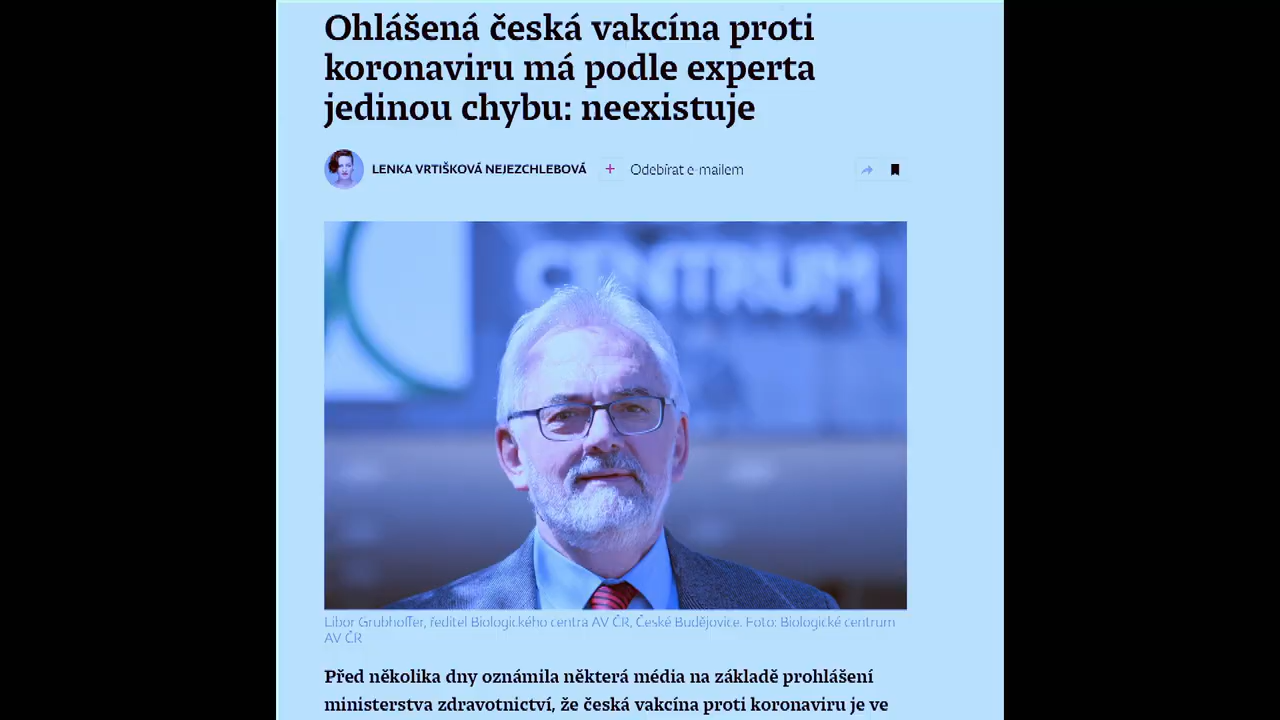 Ohlášená česká vakcína proti
koronaviru má podle experta
jedinou chybu: neexistuje
LENKA VRTIŠKOVÁ NEJEZCHLEBOVÁ + Odebírat e-mailem
CENTRUM
Libor Grubhoffer, ředitel Biologického centra AV ČR, České Budějovice. Foto: Biologické centrum
AV ČR
Před několika dny oznámila některá média na základě prohlášení
ministerstva zdravotnictví, že česká vakcína proti koronaviru je ve